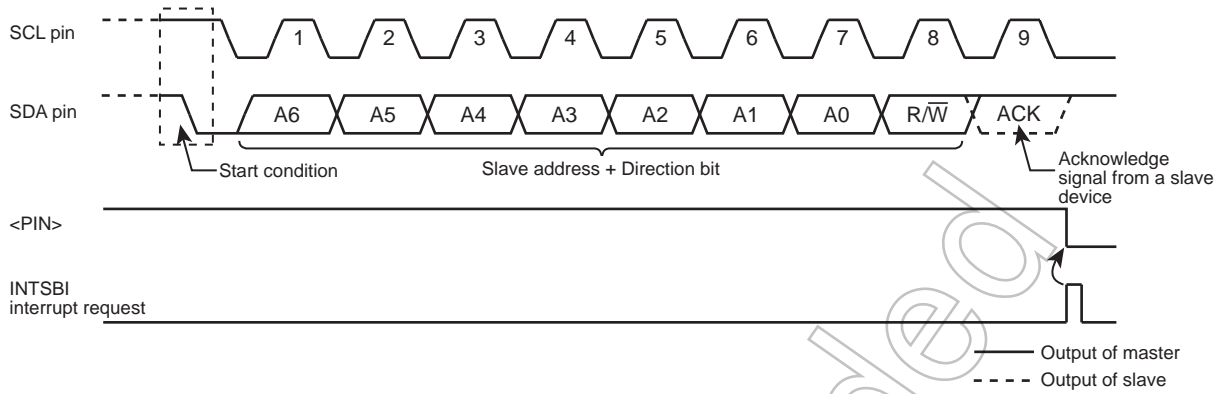 SCL pin
1 2 3 4 5 6 7 8 9
SDA pin
A6 A5 A4 A3 A2 A1 A0 R/W̅ ACK
Start condition
Slave address + Direction bit
Acknowledge
signal from a slave
device
<PIN>
INTSBI
interrupt request
Output of master
Output of slave